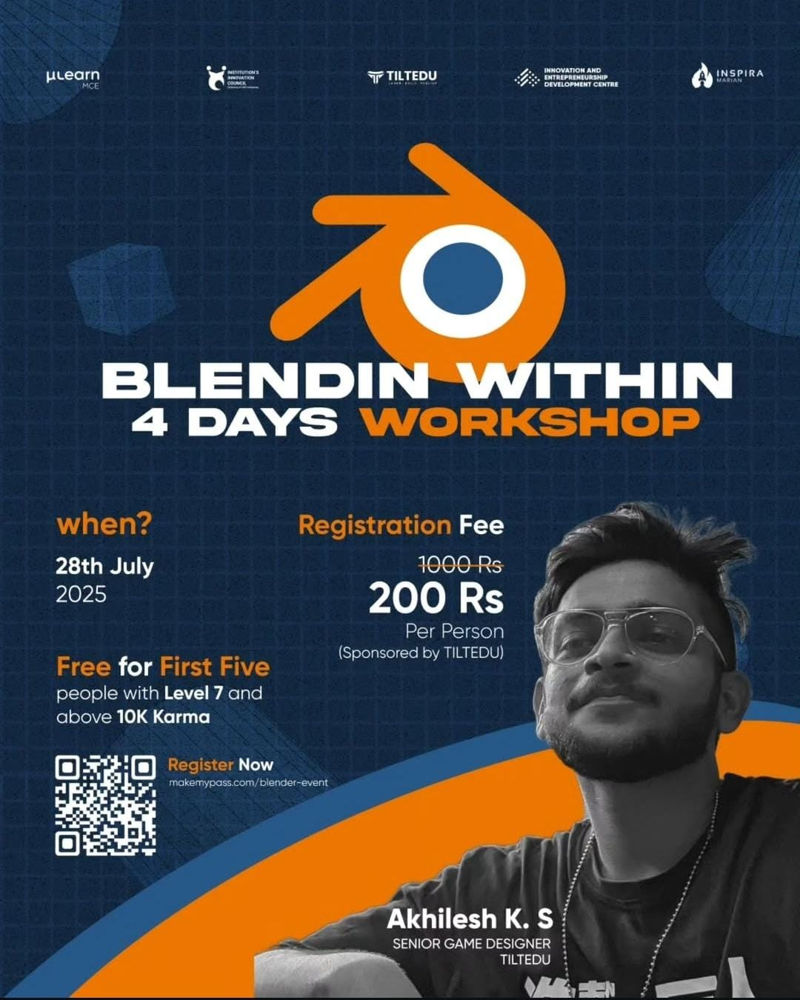 µLearn
MCE
INSTITUTION'S
INNOVATION
COUNCIL
TILTEDU
INNOVATION AND
ENTREPRENEURSHIP
DEVELOPMENT CENTRE
INSPIRA
MARIAN
BLENDIN WITHIN
4 DAYS WORKSHOP
when?
28th July
2025
Registration Fee
1000 Rs
200 Rs
Per Person
(Sponsored by TILTEDU)
Free for First Five
people with Level 7 and
above 10K Karma
Register Now
makemypass.com/blender-event
Akhilesh K. S
SENIOR GAME DESIGNER
TILTEDU